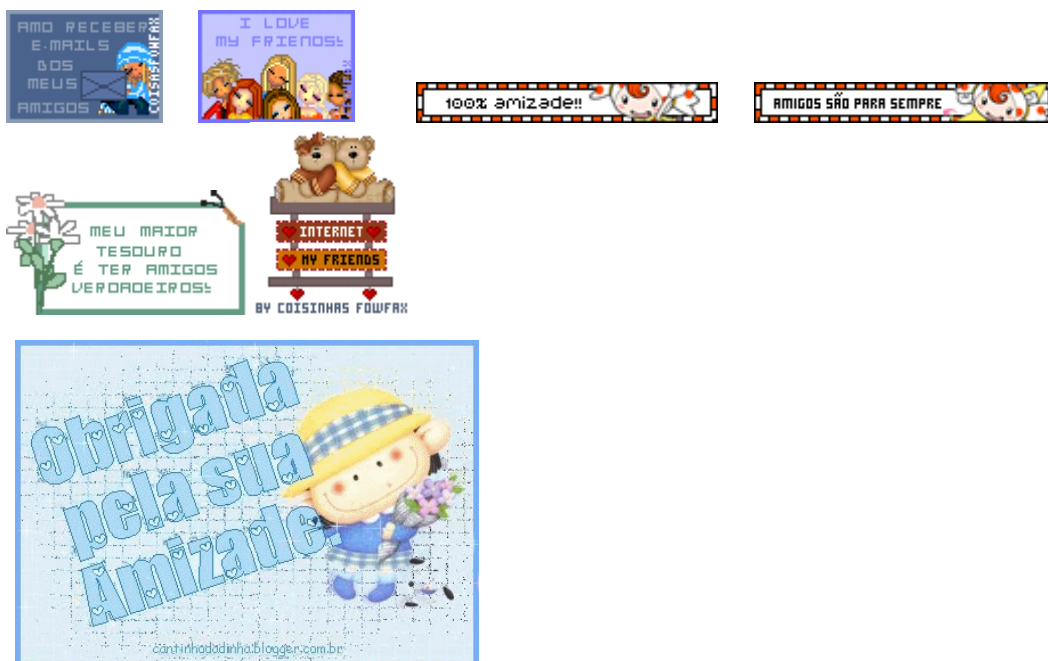 AMO RECEBER
E-MAILS
DOS
MEUS
AMIGOS
COISASFOWFAX
I LOVE
MY FRIENDS!
100% amizade!!
AMIGOS SÃO PARA SEMPRE
MEU MAIOR
TESOURO
É TER AMIGOS
VERDADEIROS!
INTERNET
MY FRIENDS
BY COISINHAS FOWFAX
Obrigada
pela sua
Amizade.
cantinhodadinha.blogger.com.br